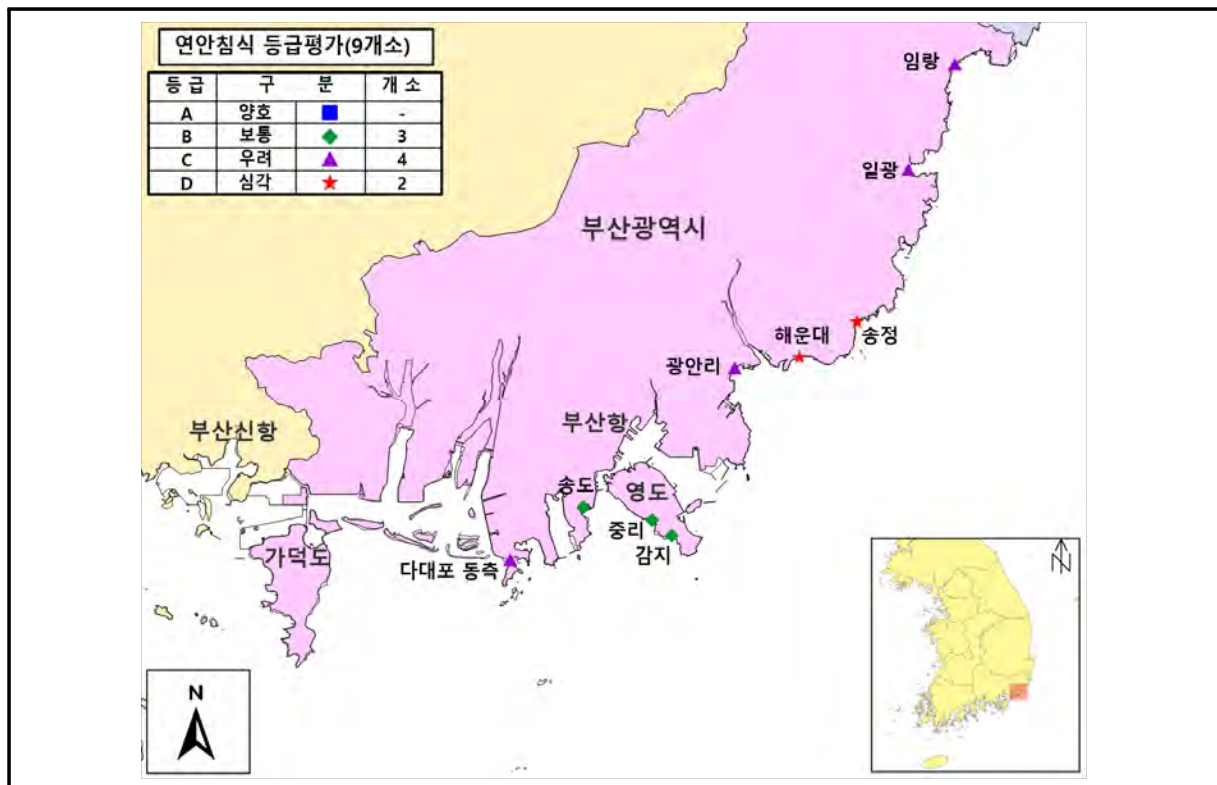 연안침식 등급평가(9개소)
등 급 구 분 개 소
A 양호 -
B 보통 3
C 우려 4
D 심각 2
임랑
일광
부산광역시
해운대
송정
광안리
부산항
부산신항
송도
영도
중리
감지
가덕도
다대포 동측
N
N